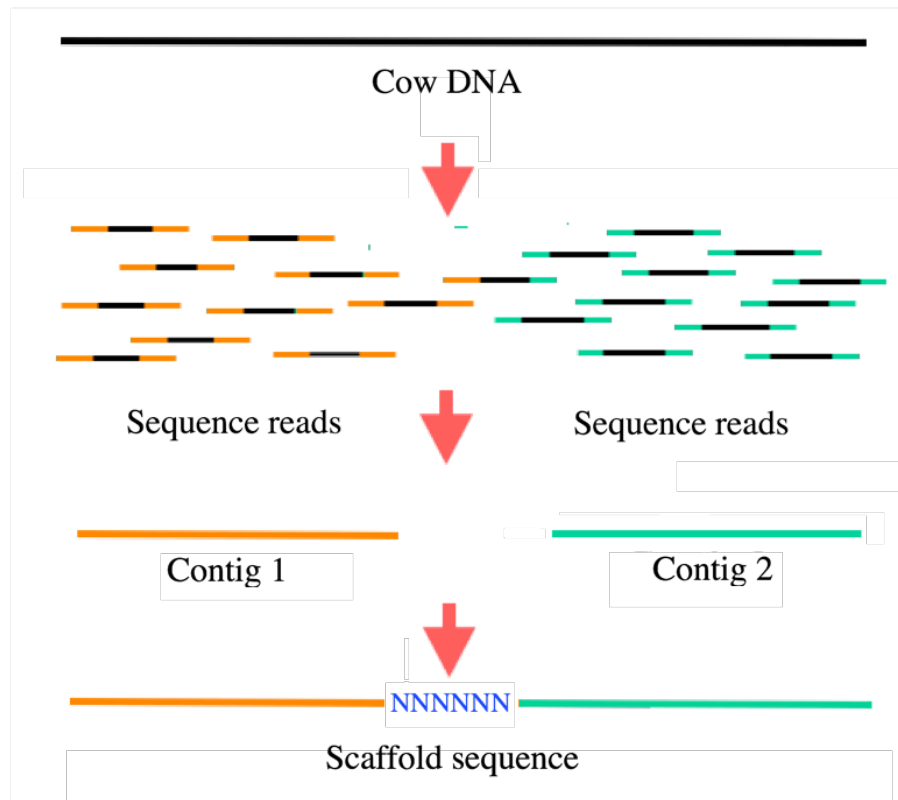 Cow DNA
Sequence reads
Sequence reads
Contig 1
Contig 2
NNNNNN
Scaffold sequence